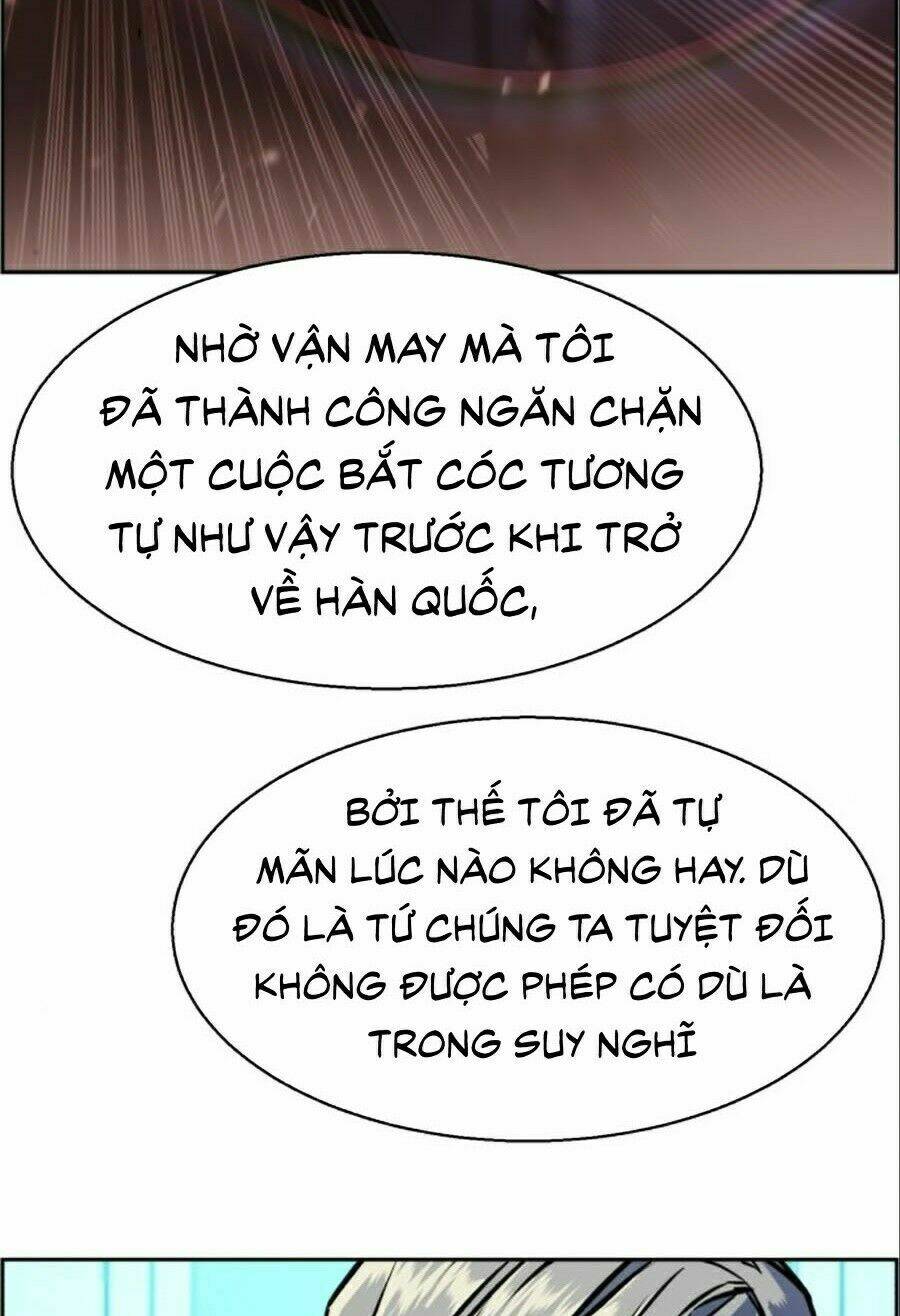 NHỜ VẬN MAY MÀ TÔI
ĐÃ THÀNH CÔNG NGĂN CHẶN
MỘT CUỘC BẮT CÓC TƯƠNG
TỰ NHƯ VẬY TRƯỚC KHI TRỞ
VỀ HÀN QUỐC,
BỞI THẾ TÔI ĐÃ TỰ
MÃN LÚC NÀO KHÔNG HAY. DÙ
ĐÓ LÀ TỨ CHÚNG TA TUYỆT ĐỐI
KHÔNG ĐƯỢC PHÉP CÓ DÙ LÀ
TRONG SUY NGHĨ